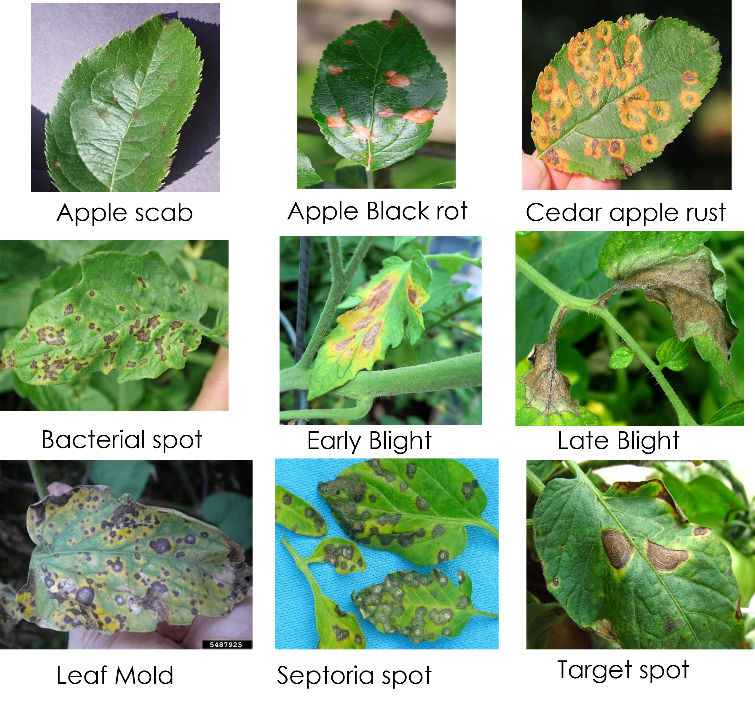 Apple scab
Apple Black rot
Cedar apple rust
Bacterial spot
Early Blight
Late Blight
5487925
Leaf Mold
Septoria spot
Target spot